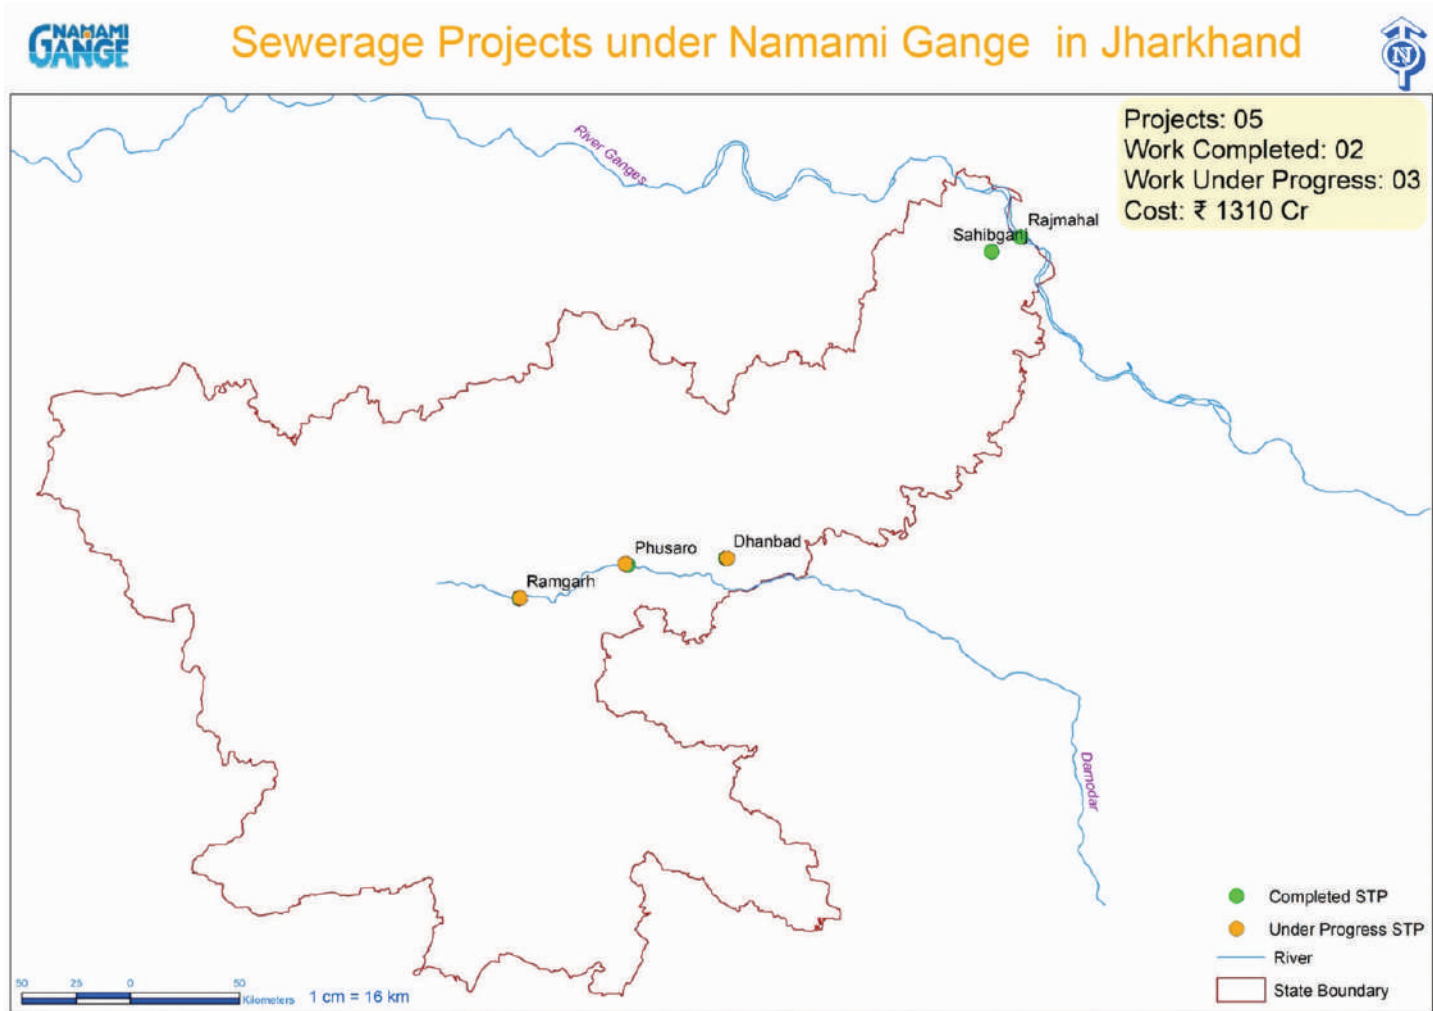 NAMAMI
GANGE
Sewerage Projects under Namami Gange in Jharkhand
N
Projects: 05
Work Completed: 02
Work Under Progress: 03
Cost: ₹ 1310 Cr
River Ganges
Rajmahal
Sahibganj
Dhanbad
Phusaro
Ramgarh
Damodar
Completed STP
Under Progress STP
River
State Boundary
50 25 0 50
Kilometers
1 cm = 16 km